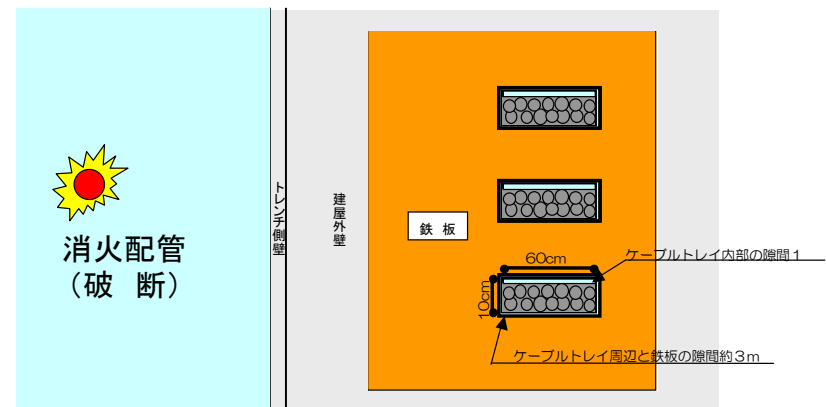 消火配管
（破 断）
トレンチ側壁
建屋外壁
鉄 板
60cm
10cm
ケーブルトレイ内部の隙間１
ケーブルトレイ周辺と鉄板の隙間約３ｍ